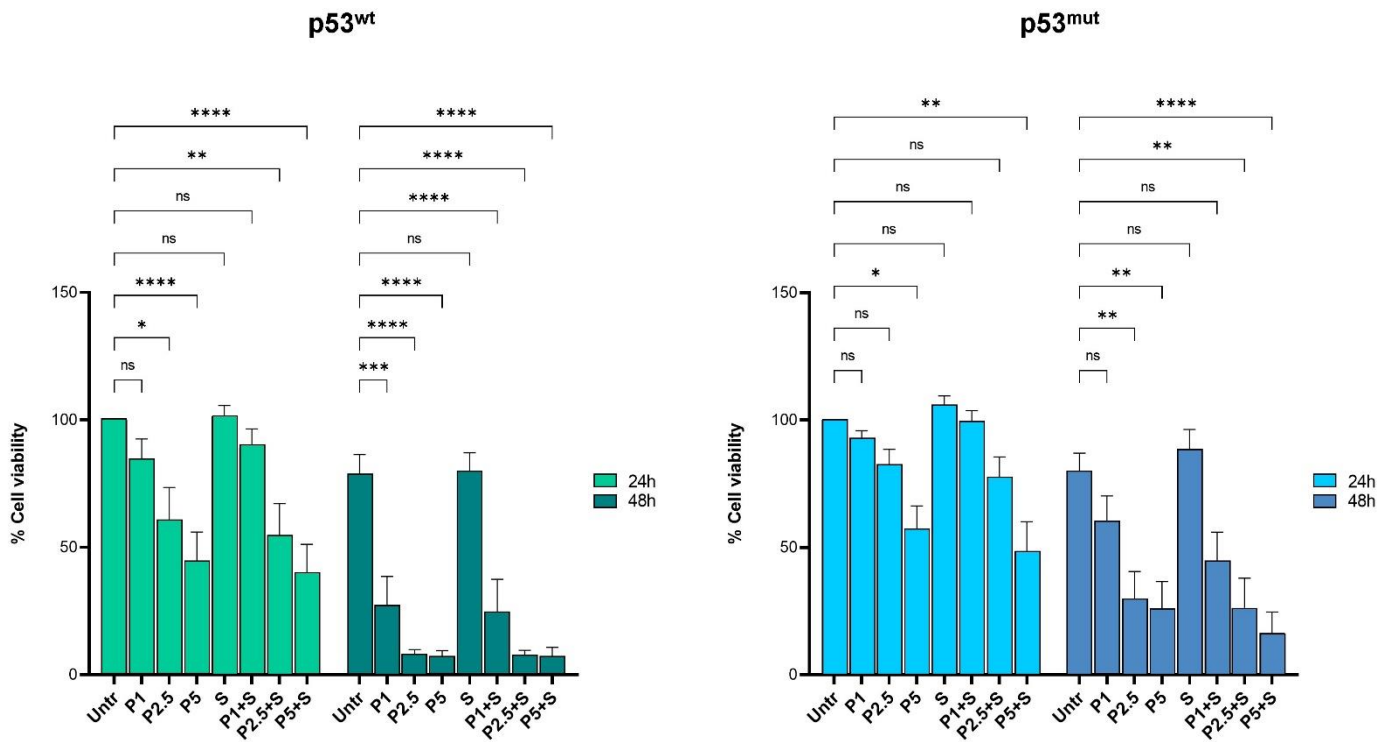 p53wt
p53mut
****
**
ns
ns
****
*
ns
****
****
****
ns
****
****
***
150
100
50
0
% Cell viability
Untr P1 P2.5 P5 S P1+S P2.5+S P5+S
Untr P1 P2.5 P5 S P1+S P2.5+S P5+S
24h
48h
**
ns
ns
ns
*
ns
ns
****
**
ns
ns
**
**
ns
150
100
50
0
% Cell viability
Untr P1 P2.5 P5 S P1+S P2.5+S P5+S
Untr P1 P2.5 P5 S P1+S P2.5+S P5+S
24h
48h